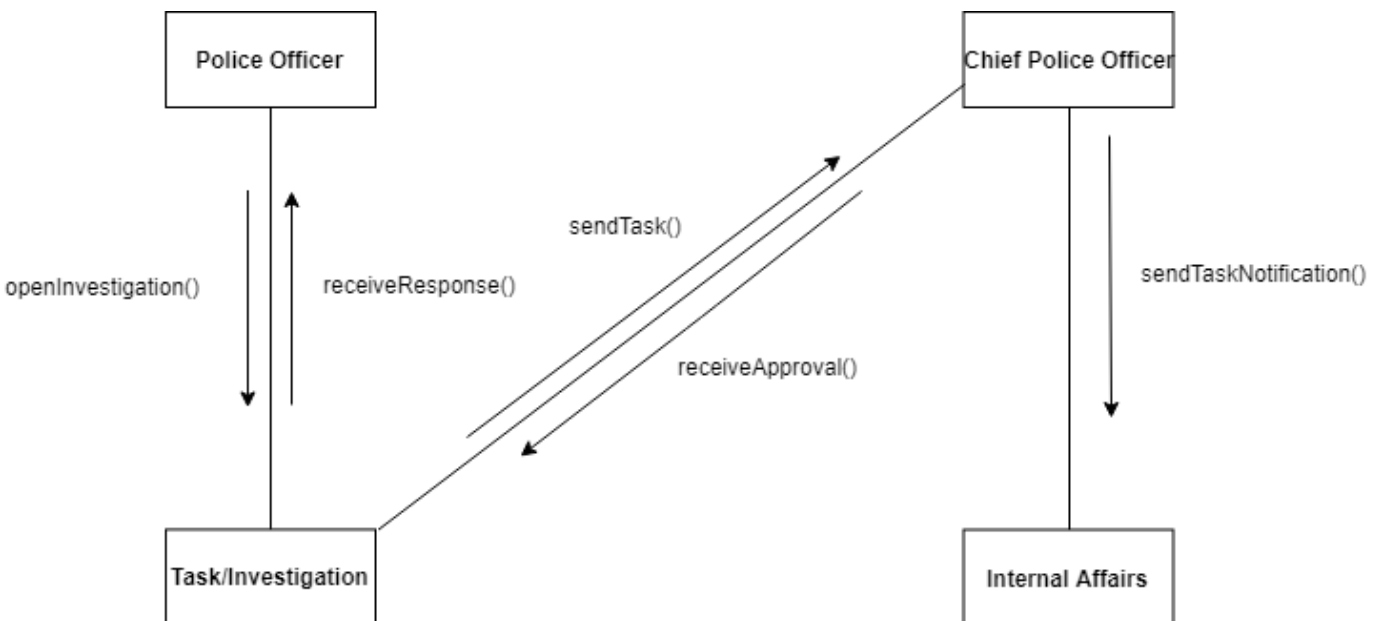 Police Officer
Chief Police Officer
sendTask()
sendTaskNotification()
openInvestigation()
receiveResponse()
receiveApproval()
Task/Investigation
Internal Affairs